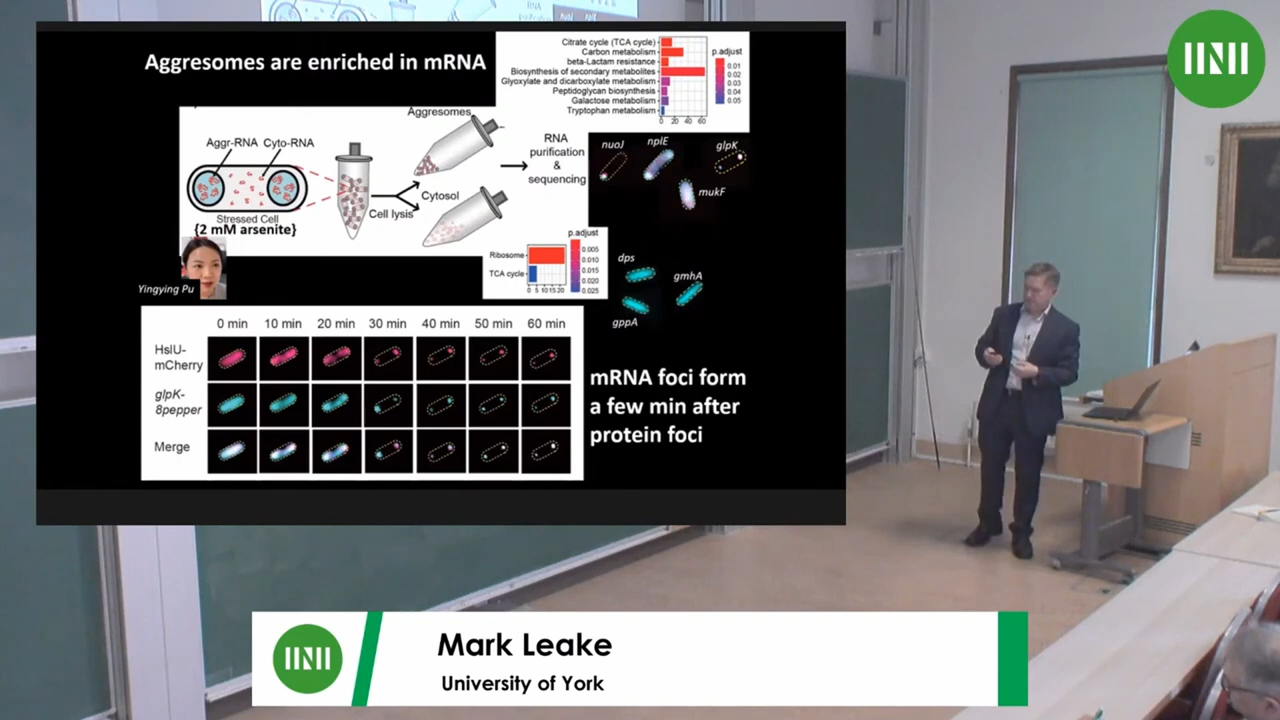 RNA
Aggresomes are enriched in mRNA
Citrate cycle (TCA cycle)
Carbon metabolism
beta-Lactam resistance
Biosynthesis of secondary metabolites
Glyoxylate and dicarboxylate metabolism
Peptidoglycan biosynthesis
Galactose metabolism
Tryptophan metabolism
0 20 40 60
p.adjust
0.01
0.02
0.03
0.04
0.05
Aggresomes
Aggr-RNA Cyto-RNA
Stressed Cell
{2 mM arsenite}
Cell lysis
Cytosol
RNA
purification
&
sequencing
nuoJ
nplE
glpK
mukF
Yingying Pu
p.adjust
Ribosome
TCA cycle
0 5 10 15 20
0.005
0.010
0.015
0.020
0.025
dps
gmhA
gppA
0 min 10 min 20 min 30 min 40 min 50 min 60 min
HslU-
mCherry
glpK-
8pepper
Merge
mRNA foci form
a few min after
protein foci
Mark Leake
University of York